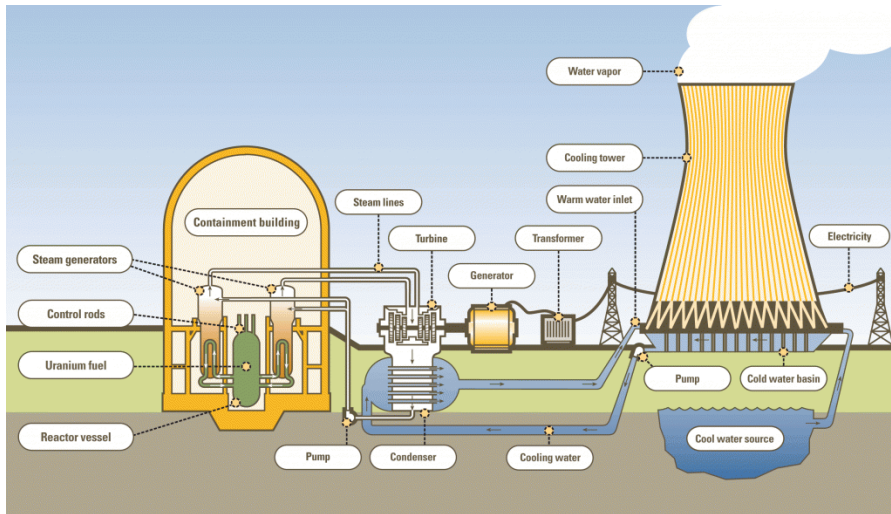 Water vapor
Cooling tower
Warm water inlet
Steam lines
Containment building
Turbine
Transformer
Electricity
Steam generators
Generator
Control rods
Uranium fuel
Pump
Cold water basin
Reactor vessel
Cool water source
Pump
Condenser
Cooling water